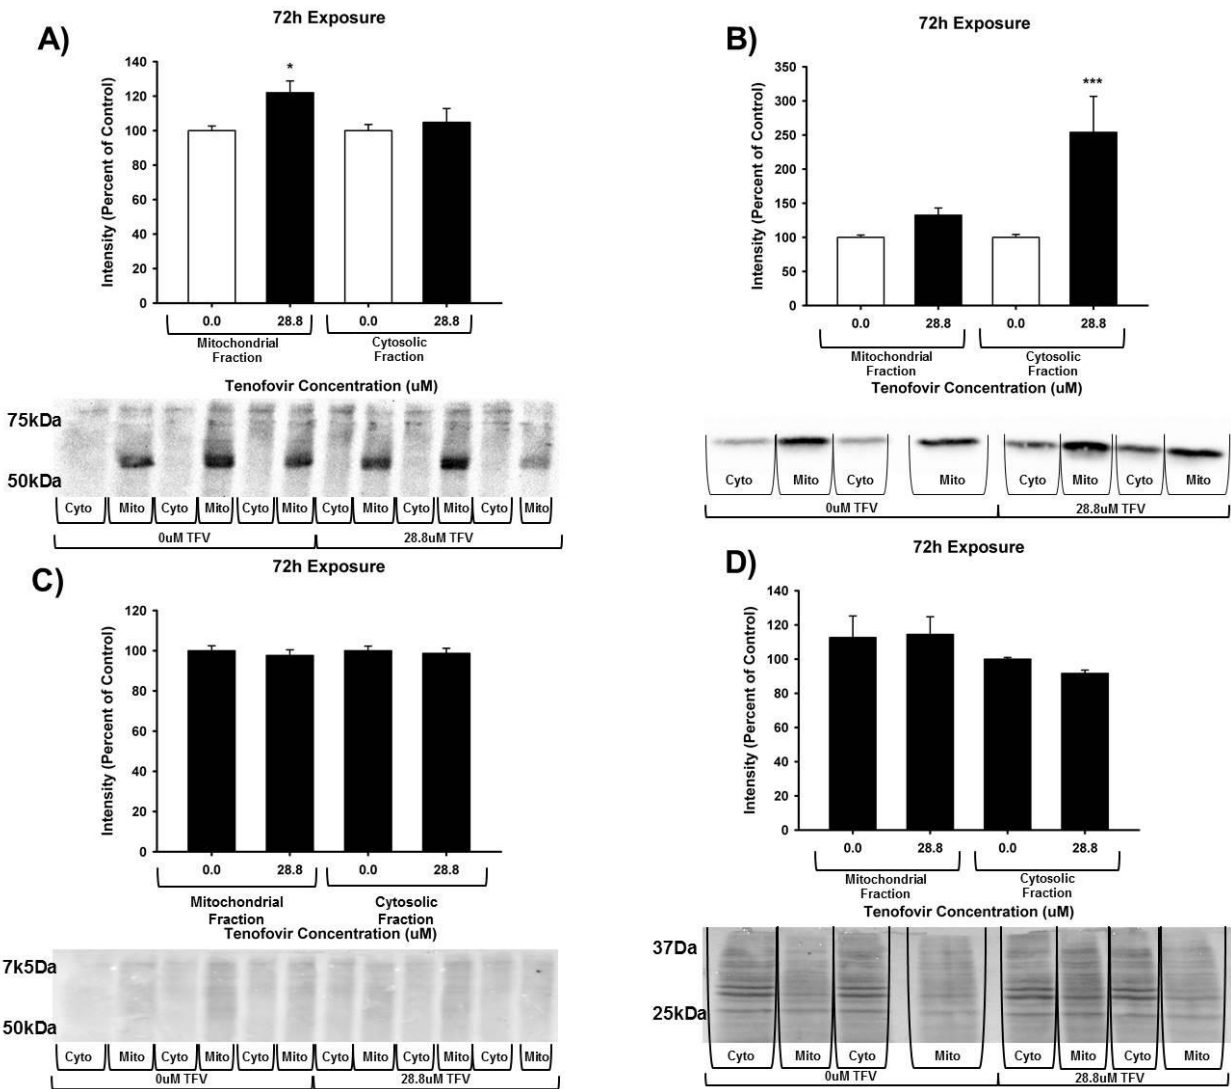 72h Exposure
A)
Intensity (Percent of Control)
140
120
100
80
60
40
20
0
*
0.0
28.8
0.0
28.8
Mitochondrial
Fraction
Cytosolic
Fraction
Tenofovir Concentration (uM)
75kDa
50kDa
Cyto Mito Cyto Mito Cyto Mito Cyto Mito Cyto Mito Cyto Mito
0uM TFV
28.8uM TFV
72h Exposure
B)
Intensity (Percent of Control)
350
300
250
200
150
100
50
0
***
0.0
28.8
0.0
28.8
Mitochondrial
Fraction
Cytosolic
Fraction
Tenofovir Concentration (uM)
Cyto Mito Cyto Mito Cyto Mito Cyto Mito
0uM TFV
28.8uM TFV
72h Exposure
C)
Intensity (Percent of Control)
120
100
80
60
40
20
0
0.0
28.8
0.0
28.8
Mitochondrial
Fraction
Cytosolic
Fraction
Tenofovir Concentration (uM)
7k5Da
50kDa
Cyto Mito Cyto Mito Cyto Mito Cyto Mito Cyto Mito Cyto Mito
0uM TFV
28.8uM TFV
72h Exposure
D)
Intensity (Percent of Control)
140
120
100
80
60
40
20
0
0.0
28.8
0.0
28.8
Mitochondrial
Fraction
Cytosolic
Fraction
Tenofovir Concentration (uM)
37Da
25kDa
Cyto Mito Cyto Mito Cyto Mito Cyto Mito
0uM TFV
28.8uM TFV